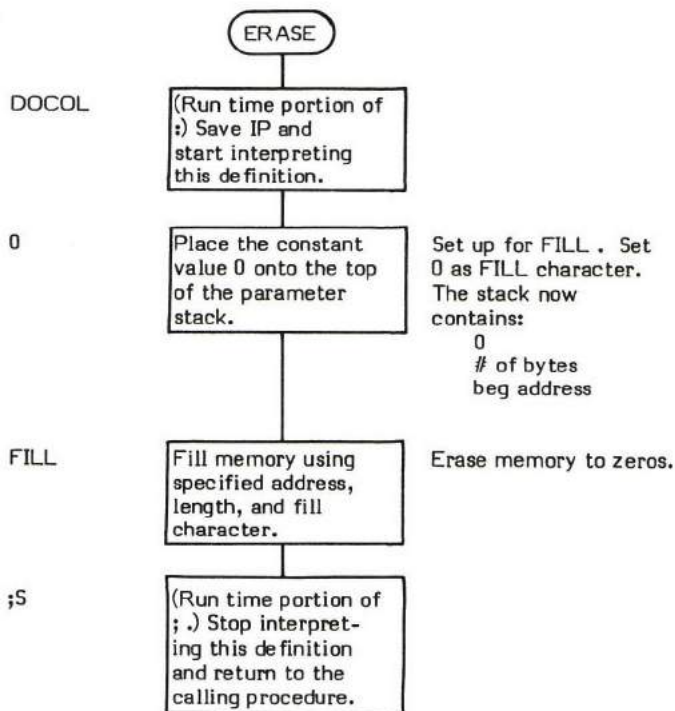 ERASE
DOCOL
(Run time portion of
:) Save IP and
start interpreting
this definition.
0
Place the constant
value 0 onto the top
of the parameter
stack.
Set up for FILL . Set
0 as FILL character.
The stack now
contains:
0
# of bytes
beg address
FILL
Fill memory using
specified address,
length, and fill
character.
Erase memory to zeros.
;S
(Run time portion of
; .) Stop interpret-
ing this definition
and return to the
calling procedure.